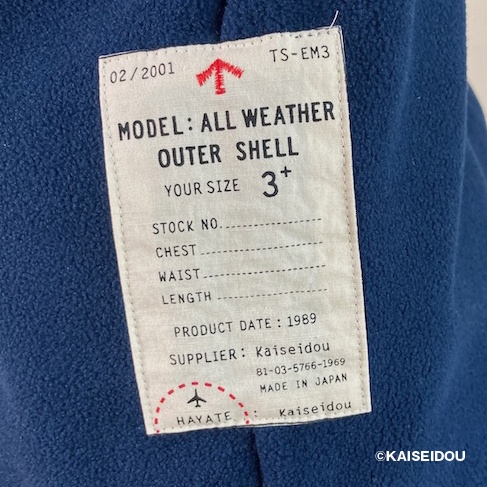 02/2001 TS-EM3
MODEL: ALL WEATHER
OUTER SHELL
YOUR SIZE 3+
STOCK NO.
CHEST
WAIST
LENGTH
PRODUCT DATE : 1989
SUPPLIER : Kaiseidou
81-03-5766-1969
MADE IN JAPAN
HAYATE : Kaiseidou
©KAISEIDOU